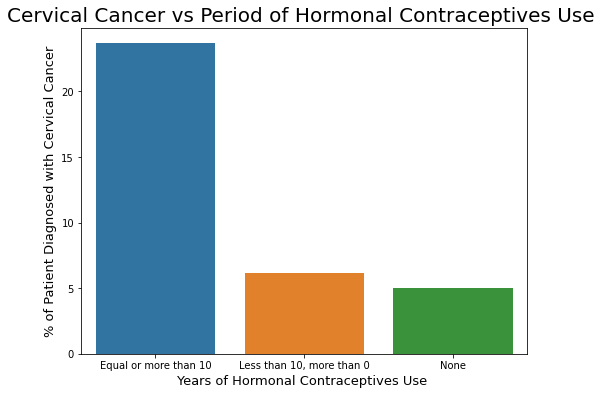 Cervical Cancer vs Period of Hormonal Contraceptives Use
% of Patient Diagnosed with Cervical Cancer
20
15
10
5
0
Equal or more than 10
Less than 10, more than 0
None
Years of Hormonal Contraceptives Use